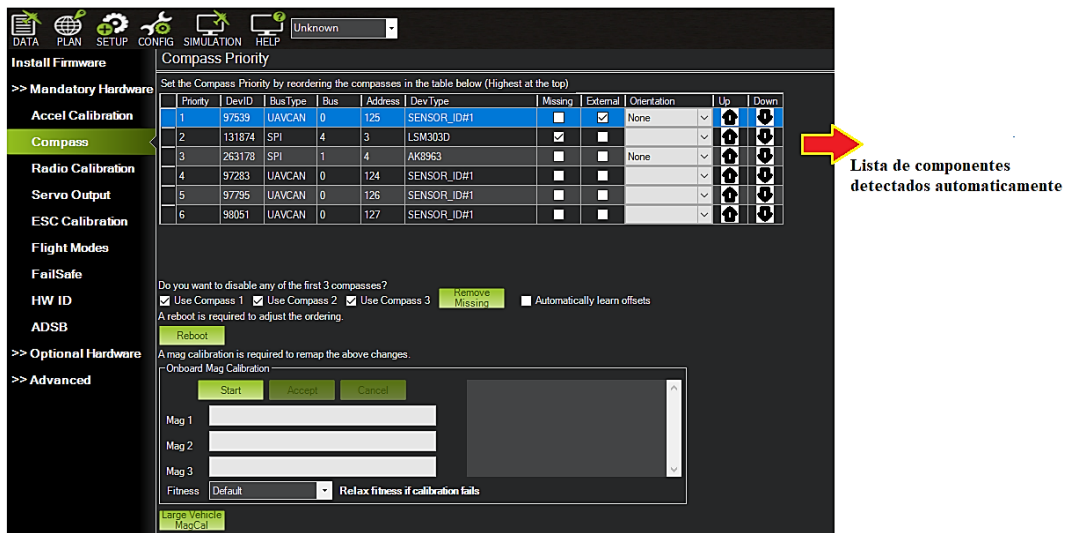 DATA PLAN SETUP CONFIG SIMULATION HELP Unknown
Install Firmware
>> Mandatory Hardware
Accel Calibration
Compass
Radio Calibration
Servo Output
ESC Calibration
Flight Modes
FailSafe
HW ID
ADSB
>> Optional Hardware
>> Advanced
Compass Priority
Set the Compass Priority by reordering the compasses in the table below (Highest at the top)
Priority DevID BusType Bus Address DevType Missing External Orientation Up Down
1 97539 UAVCAN 0 125 SENSOR_ID#1 None
2 131874 SPI 4 3 LSM303D
3 263178 SPI 1 4 AK8963 None
4 97283 UAVCAN 0 124 SENSOR_ID#1
5 97795 UAVCAN 0 126 SENSOR_ID#1
6 98051 UAVCAN 0 127 SENSOR_ID#1
Do you want to disable any of the first 3 compasses?
Use Compass 1 Use Compass 2 Use Compass 3 Remove Missing Automatically learn offsets
A reboot is required to adjust the ordering.
Reboot
A mag calibration is required to remap the above changes.
Onboard Mag Calibration
Start Accept Cancel
Mag 1
Mag 2
Mag 3
Fitness Default Relax fitness if calibration fails
Large Vehicle
MagCal
Lista de componentes
detectados automaticamente